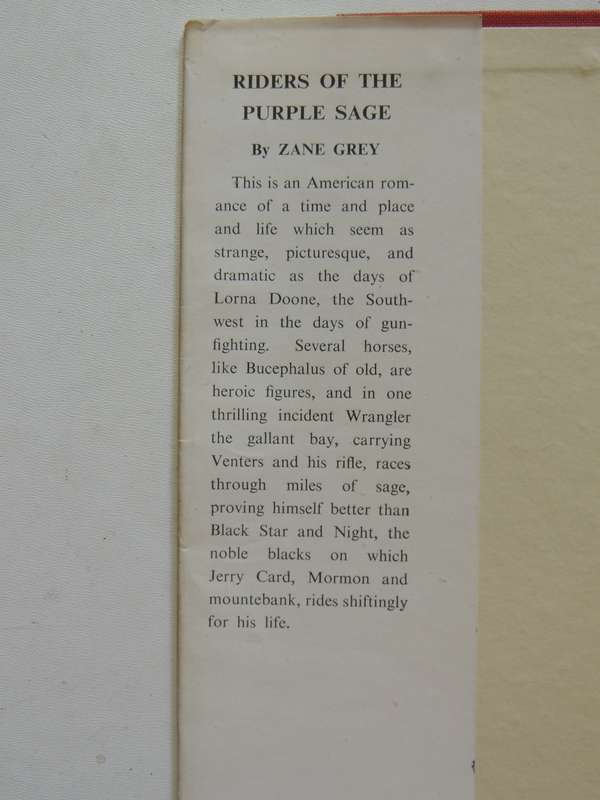 RIDERS OF THE
PURPLE SAGE
By ZANE GREY
This is an American rom-
ance of a time and place
and life which seem as
strange, picturesque, and
dramatic as the days of
Lorna Doone, the South-
west in the days of gun-
fighting. Several horses,
like Bucephalus of old, are
heroic figures, and in one
thrilling incident Wrangler
the gallant bay, carrying
Venters and his rifle, races
through miles of sage,
proving himself better than
Black Star and Night, the
noble blacks on which
Jerry Card, Mormon and
mountebank, rides shiftingly
for his life.